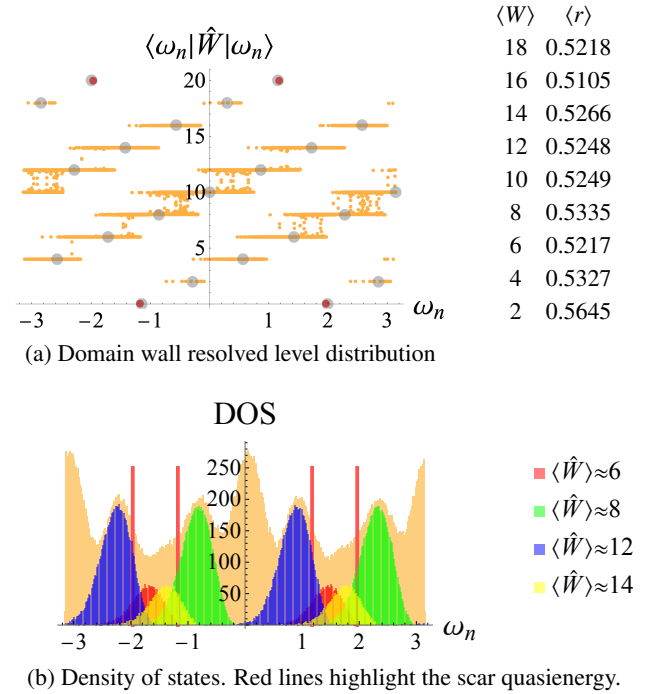 ⟨ω_n|Ŵ|ω_n⟩
20
15
10
5
−3 −2 −1 1 2 3 ω_n
(a) Domain wall resolved level distribution
⟨W⟩ ⟨r⟩
18 0.5218
16 0.5105
14 0.5266
12 0.5248
10 0.5249
8 0.5335
6 0.5217
4 0.5327
2 0.5645
DOS
250
200
150
100
50
−3 −2 −1 1 2 3 ω_n
⟨Ŵ⟩≈6
⟨Ŵ⟩≈8
⟨Ŵ⟩≈12
⟨Ŵ⟩≈14
(b) Density of states. Red lines highlight the scar quasienergy.